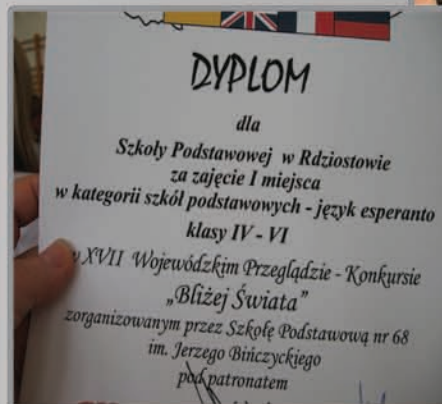 DYPLOM
dla
Szkoły Podstawowej w Rdziostowie
za zajęcie I miejsca
w kategorii szkół podstawowych - język esperanto
klasy IV - VI
w XVII Wojewódzkim Przeglądzie - Konkursie
„Bliżej Świata”
zorganizowanym przez Szkołę Podstawową nr 68
im. Jerzego Bińczyckiego
pod patronatem